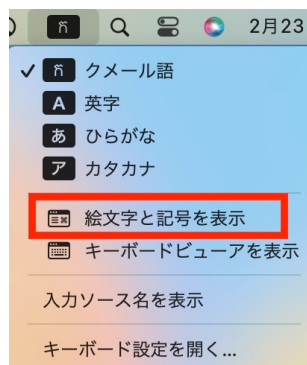 ñ 2月23
✓ ñ クメール語
A 英字
あ ひらがな
ア カタカナ
絵文字と記号を表示
キーボードビューアを表示
入力ソース名を表示
キーボード設定を開く...